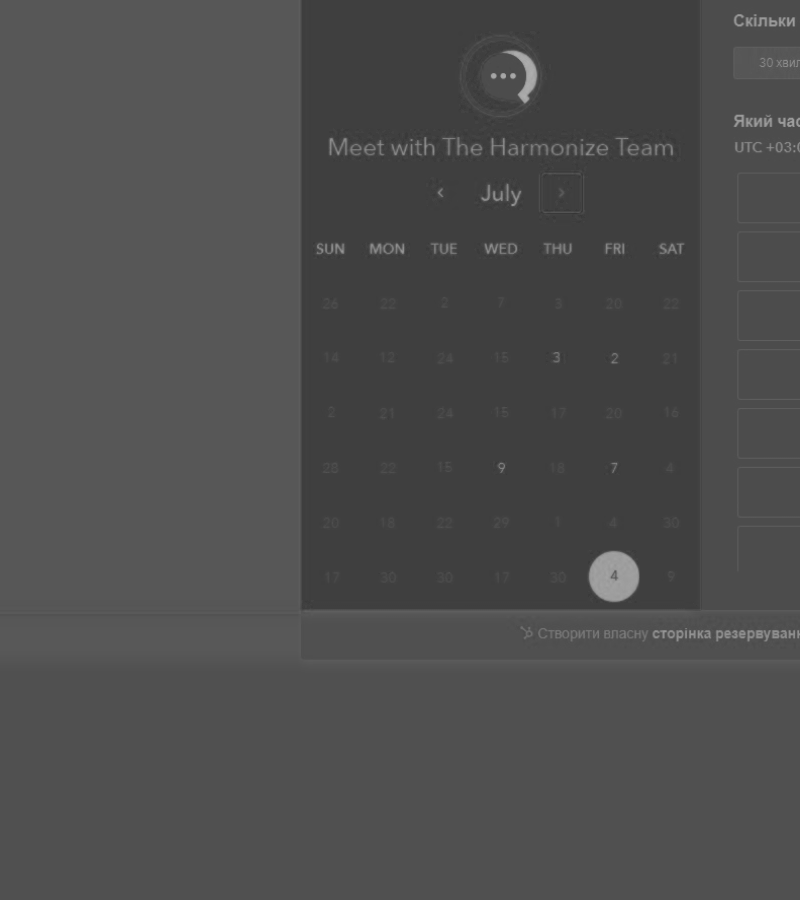 Скільки
30 хвил
Meet with The Harmonize Team
Який час
UTC +03:0
July
SUN MON TUE WED THU FRI SAT
26 22 2 7 3 20 22
14 12 24 15 3 2 21
2 21 24 15 17 20 16
28 22 15 9 18 7 4
20 18 22 29 1 4 30
17 30 30 17 30 4 9
Створити власну сторінка резервуванн